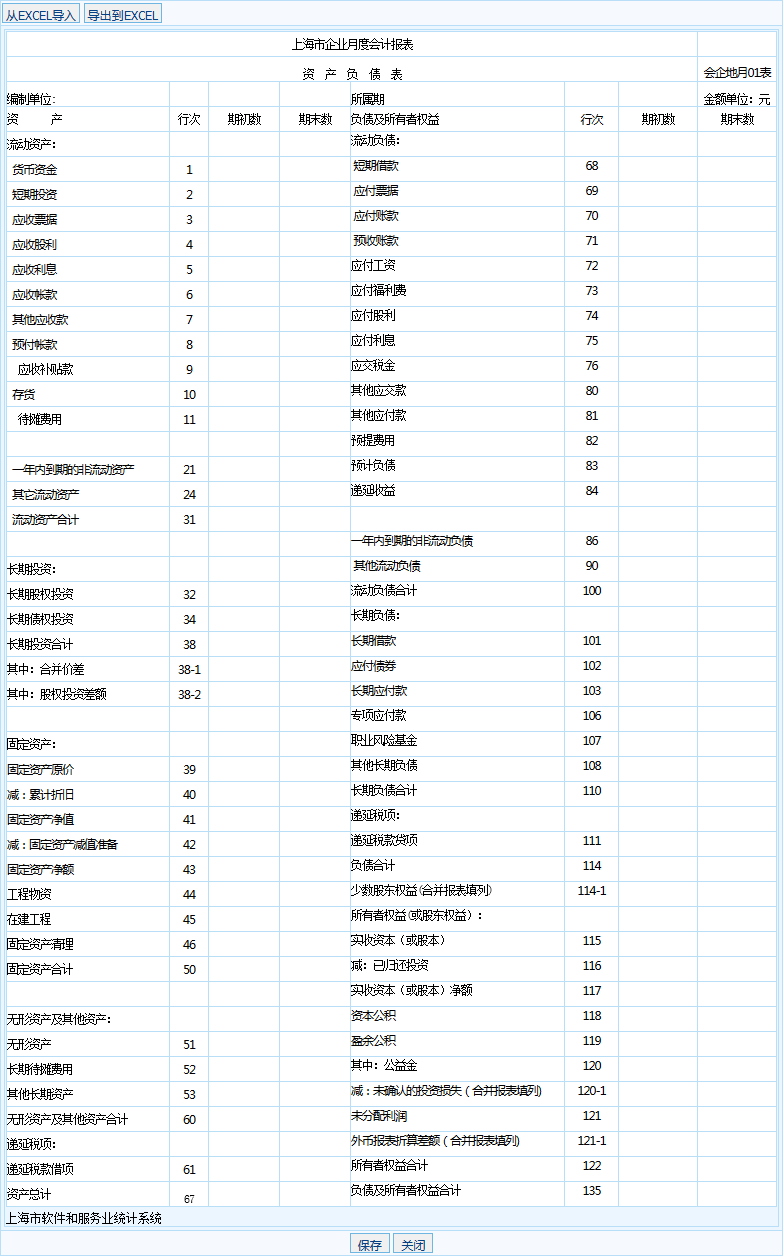 从EXCEL导入 导出到EXCEL
上海市企业月度会计报表
资 产 负 债 表 会企地月01表
编制单位: 所属期 金额单位：元
资 产 行次 期初数 期末数 负债及所有者权益 行次 期初数 期末数
流动资产： 流动负债：
货币资金 1 短期借款 68
短期投资 2 应付票据 69
应收票据 3 应付账款 70
应收股利 4 预收账款 71
应收利息 5 应付工资 72
应收帐款 6 应付福利费 73
其他应收款 7 应付股利 74
预付帐款 8 应付利息 75
应收补贴款 9 应交税金 76
存货 10 其他应交款 80
待摊费用 11 其他应付款 81
预提费用 82
一年内到期的非流动资产 21 预计负债 83
其它流动资产 24 递延收益 84
流动资产合计 31
一年内到期的非流动负债 86
长期投资： 其他流动负债 90
长期股权投资 32 流动负债合计 100
长期债权投资 34 长期负债：
长期投资合计 38 长期借款 101
其中：合并价差 38-1 应付债券 102
其中：股权投资差额 38-2 长期应付款 103
专项应付款 106
固定资产： 职业风险基金 107
固定资产原价 39 其他长期负债 108
减：累计折旧 40 长期负债合计 110
固定资产净值 41 递延税项：
减：固定资产减值准备 42 递延税款贷项 111
固定资产净额 43 负债合计 114
工程物资 44 少数股东权益(合并报表填列) 114-1
在建工程 45 所有者权益(或股东权益)：
固定资产清理 46 实收资本（或股本） 115
固定资产合计 50 减：已归还投资 116
实收资本（或股本）净额 117
无形资产及其他资产： 资本公积 118
无形资产 51 盈余公积 119
长期待摊费用 52 其中：公益金 120
其他长期资产 53 减：未确认的投资损失（合并报表填列) 120-1
无形资产及其他资产合计 60 未分配利润 121
递延税项： 外币报表折算差额（合并报表填列) 121-1
递延税款借项 61 所有者权益合计 122
资产总计 67 负债及所有者权益合计 135
上海市软件和服务业统计系统
保存 关闭